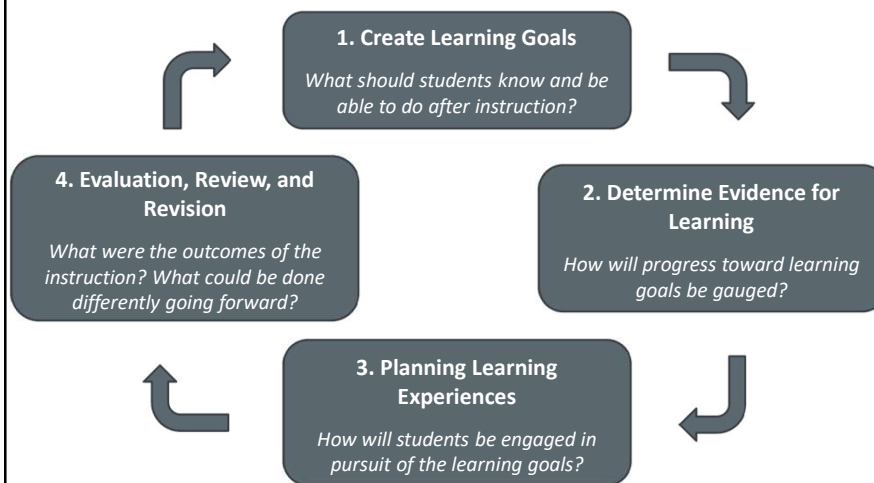 1. Create Learning Goals
What should students know and be
able to do after instruction?
2. Determine Evidence for
Learning
How will progress toward learning
goals be gauged?
3. Planning Learning
Experiences
How will students be engaged in
pursuit of the learning goals?
4. Evaluation, Review, and
Revision
What were the outcomes of the
instruction? What could be done
differently going forward?